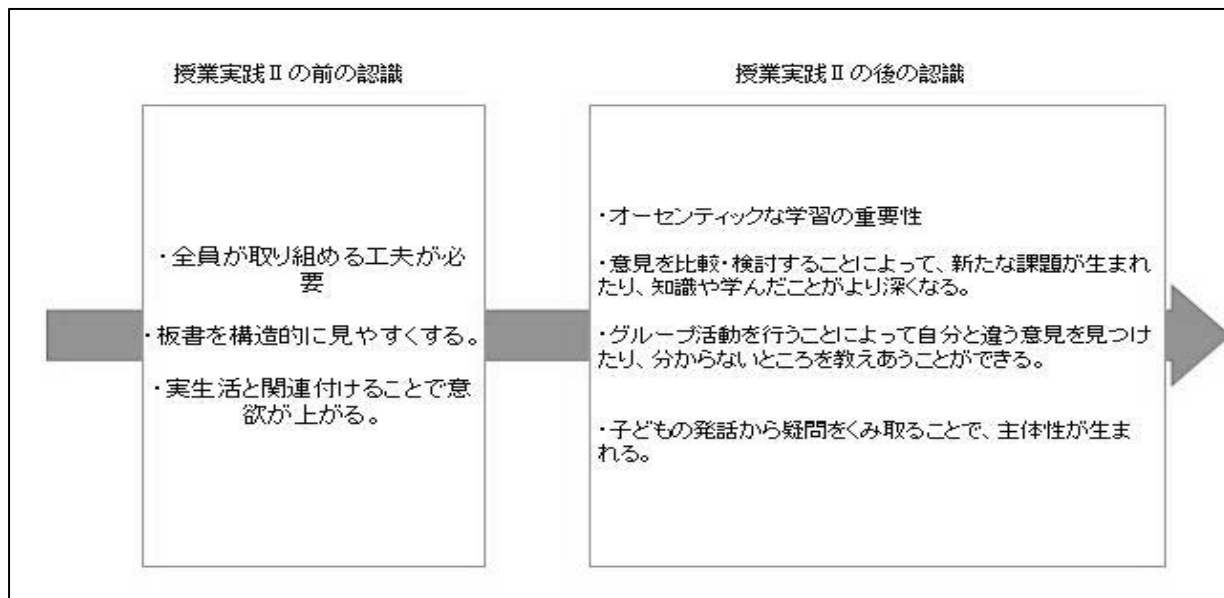 授業実践Ⅱの前の認識
・全員が取り組める工夫が必
要
・板書を構造的に見やすくする。
・実生活と関連付けることで意
欲が上がる。
授業実践Ⅱの後の認識
・オーセンティックな学習の重要性
・意見を比較・検討することによって、新たな課題が生まれ
たり、知識や学んだことがより深くなる。
・グループ活動を行うことによって自分と違う意見を見つけ
たり、分からないところを教えあうことができる。
・子どもの発話から疑問をくみ取ることで、主体性が生ま
れる。